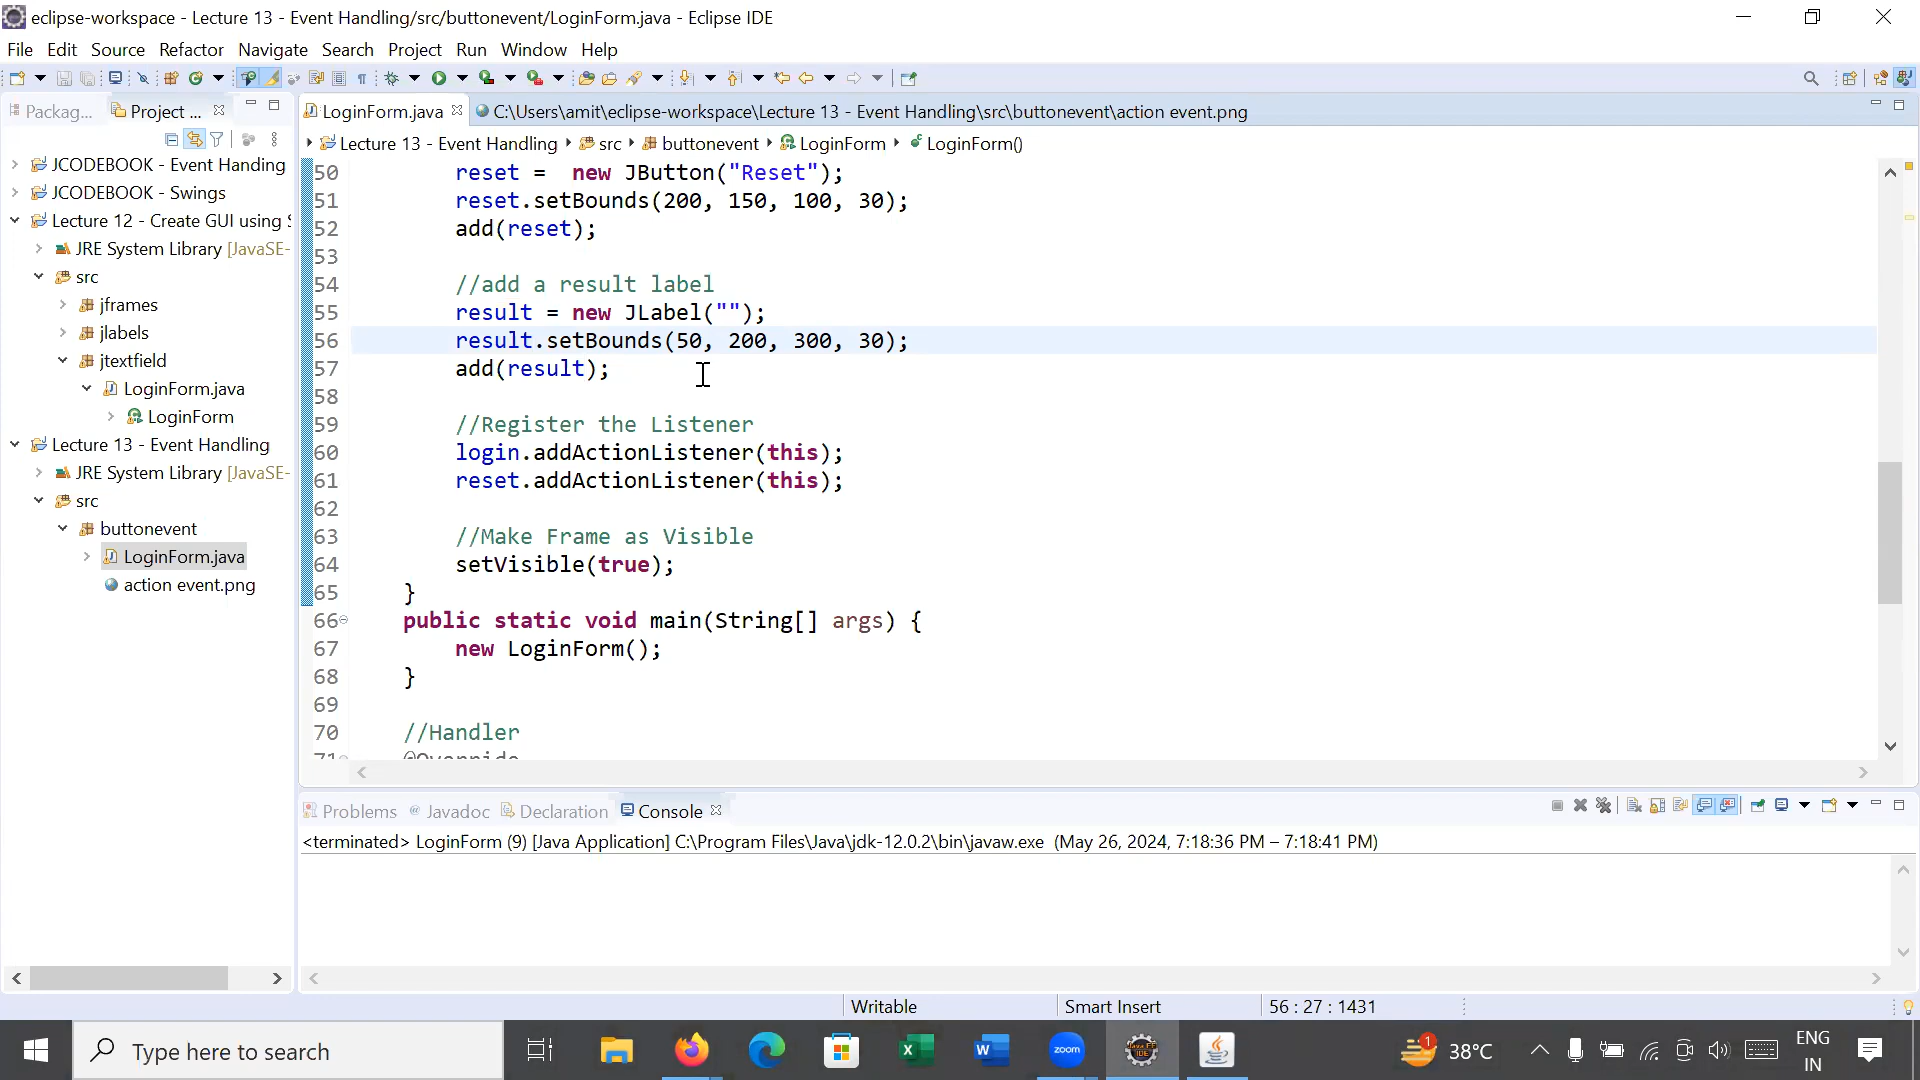 eclipse-workspace - Lecture 13 - Event Handling/src/buttonevent/LoginForm.java - Eclipse IDE
File Edit Source Refactor Navigate Search Project Run Window Help
Packag... Project ...
LoginForm.java C:\Users\amit\eclipse-workspace\Lecture 13 - Event Handling\src\buttonevent\action event.png
Lecture 13 - Event Handling src buttonevent LoginForm LoginForm()
JCODEBOOK - Event Handing
JCODEBOOK - Swings
Lecture 12 - Create GUI using
JRE System Library [JavaSE-
src
jframes
jlabels
jtextfield
LoginForm.java
LoginForm
Lecture 13 - Event Handling
JRE System Library [JavaSE-
src
buttonevent
LoginForm.java
action event.png
50 reset = new JButton("Reset");
51 reset.setBounds(200, 150, 100, 30);
52 add(reset);
53
54 //add a result label
55 result = new JLabel("");
56 result.setBounds(50, 200, 300, 30);
57 add(result);
58
59 //Register the Listener
60 login.addActionListener(this);
61 reset.addActionListener(this);
62
63 //Make Frame as Visible
64 setVisible(true);
65 }
66 public static void main(String[] args) {
67 new LoginForm();
68 }
69
70 //Handler
71 @Override
Problems Javadoc Declaration Console
<terminated> LoginForm (9) [Java Application] C:\Program Files\Java\jdk-12.0.2\bin\javaw.exe (May 26, 2024, 7:18:36 PM – 7:18:41 PM)
Writable Smart Insert 56 : 27 : 1431
Type here to search
zoom
Java EE IDE
1
38°C
ENG
IN